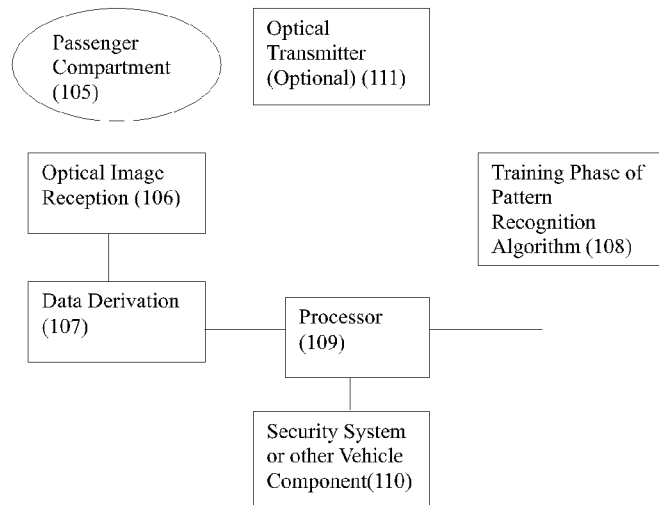 Passenger
Compartment
(105)
Optical
Transmitter
(Optional) (111)
Optical Image
Reception (106)
Training Phase of
Pattern
Recognition
Algorithm (108)
Data Derivation
(107)
Processor
(109)
Security System
or other Vehicle
Component(110)